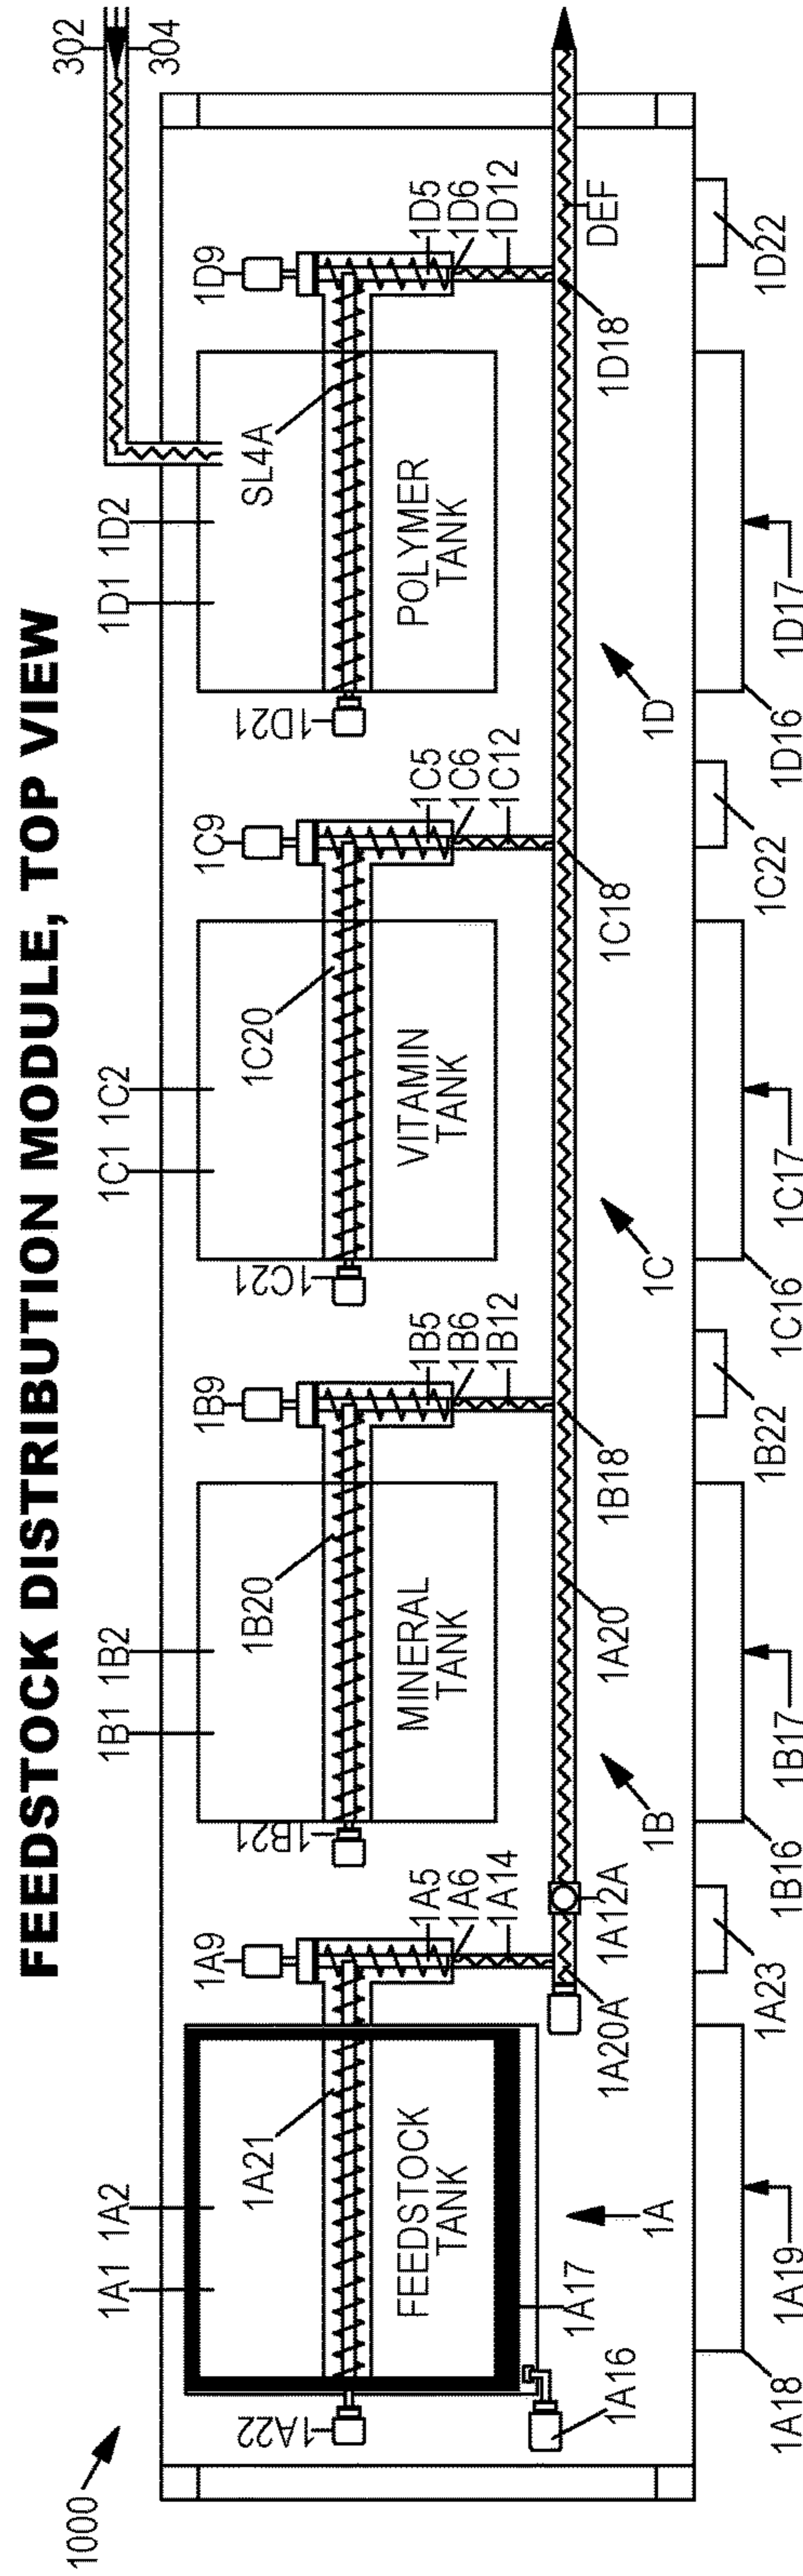 FEEDSTOCK DISTRIBUTION MODULE, TOP VIEW
1000
302
304
1A1
1A2
1B1
1B2
1C1
1C2
1D1
1D2
1A9
1B9
1C9
1D9
1A21
1B20
1C20
SL4A
1A22
1B21
1C21
1D21
FEEDSTOCK
TANK
MINERAL
TANK
VITAMIN
TANK
POLYMER
TANK
1A5
1A6
1A14
1B5
1B6
1B12
1C5
1C6
1C12
1D5
1D6
1D12
1A16
1A17
1A
1A20A
1A12A
1B
1A20
1B18
1C
1C18
1D
1D18
DEF
1A18
1A19
1A23
1B16
1B17
1B22
1C16
1C17
1C22
1D16
1D17
1D22